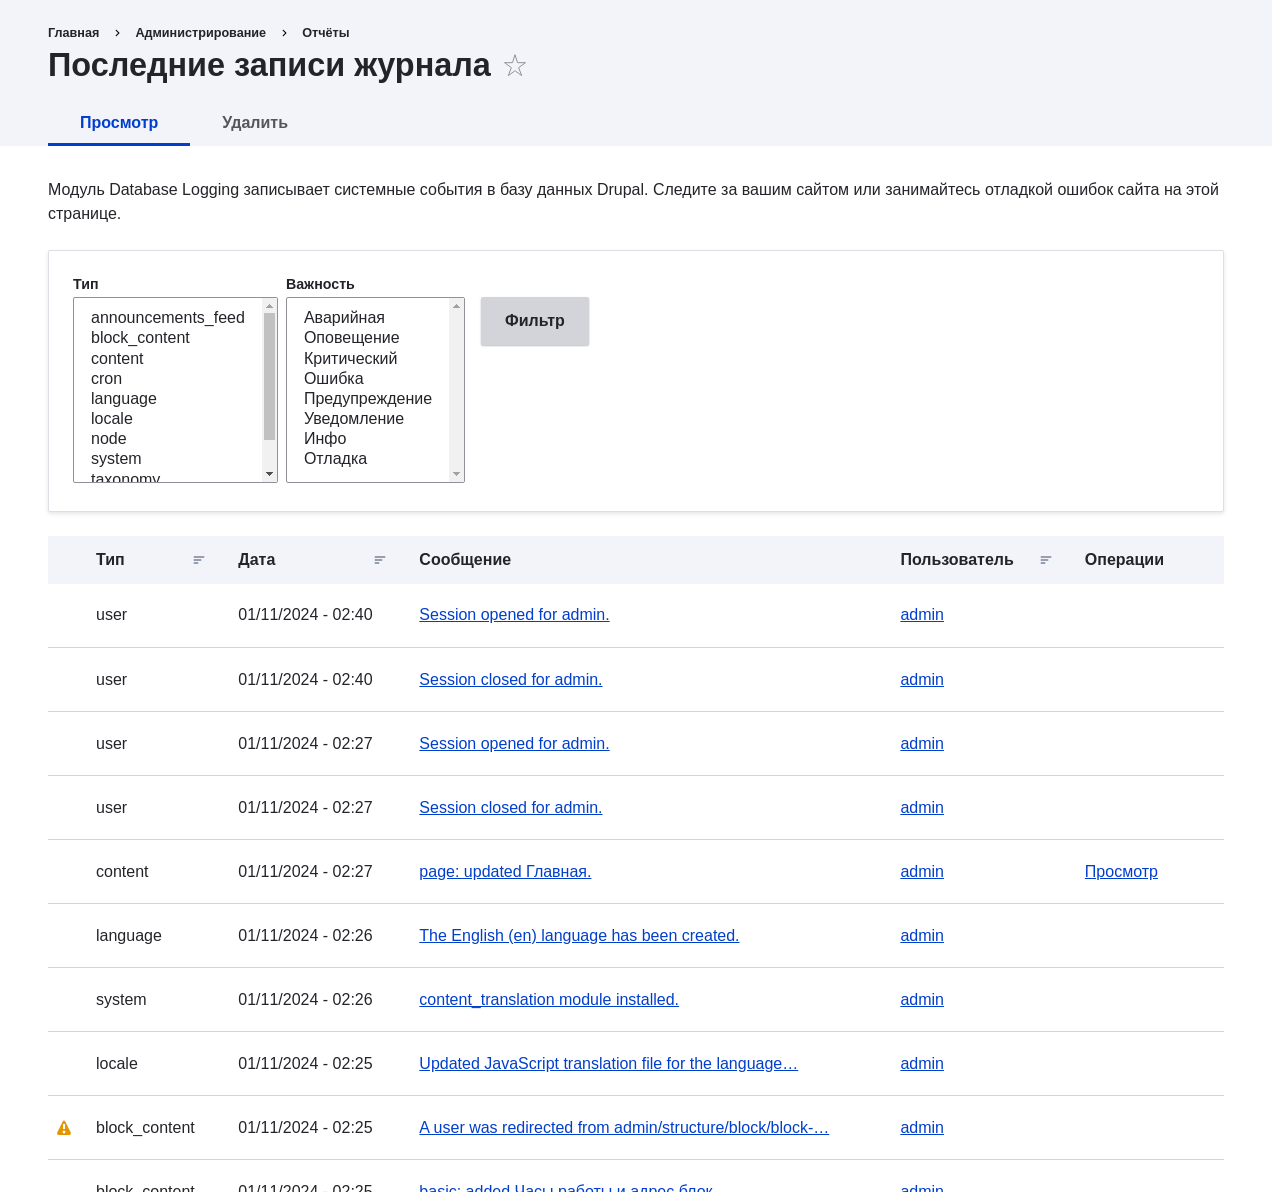 Главная › Администрирование › Отчёты
Последние записи журнала
Просмотр Удалить
Модуль Database Logging записывает системные события в базу данных Drupal. Следите за вашим сайтом или занимайтесь отладкой ошибок сайта на этой
странице.
Тип
announcements_feed
block_content
content
cron
language
locale
node
system
taxonomy
Важность
Аварийная
Оповещение
Критический
Ошибка
Предупреждение
Уведомление
Инфо
Отладка
Фильтр
Тип Дата Сообщение Пользователь Операции
user 01/11/2024 - 02:40 Session opened for admin. admin
user 01/11/2024 - 02:40 Session closed for admin. admin
user 01/11/2024 - 02:27 Session opened for admin. admin
user 01/11/2024 - 02:27 Session closed for admin. admin
content 01/11/2024 - 02:27 page: updated Главная. admin Просмотр
language 01/11/2024 - 02:26 The English (en) language has been created. admin
system 01/11/2024 - 02:26 content_translation module installed. admin
locale 01/11/2024 - 02:25 Updated JavaScript translation file for the language… admin
block_content 01/11/2024 - 02:25 A user was redirected from admin/structure/block/block-… admin
block_content 01/11/2024 - 02:25 basic: added Часы работы и адрес блок. admin